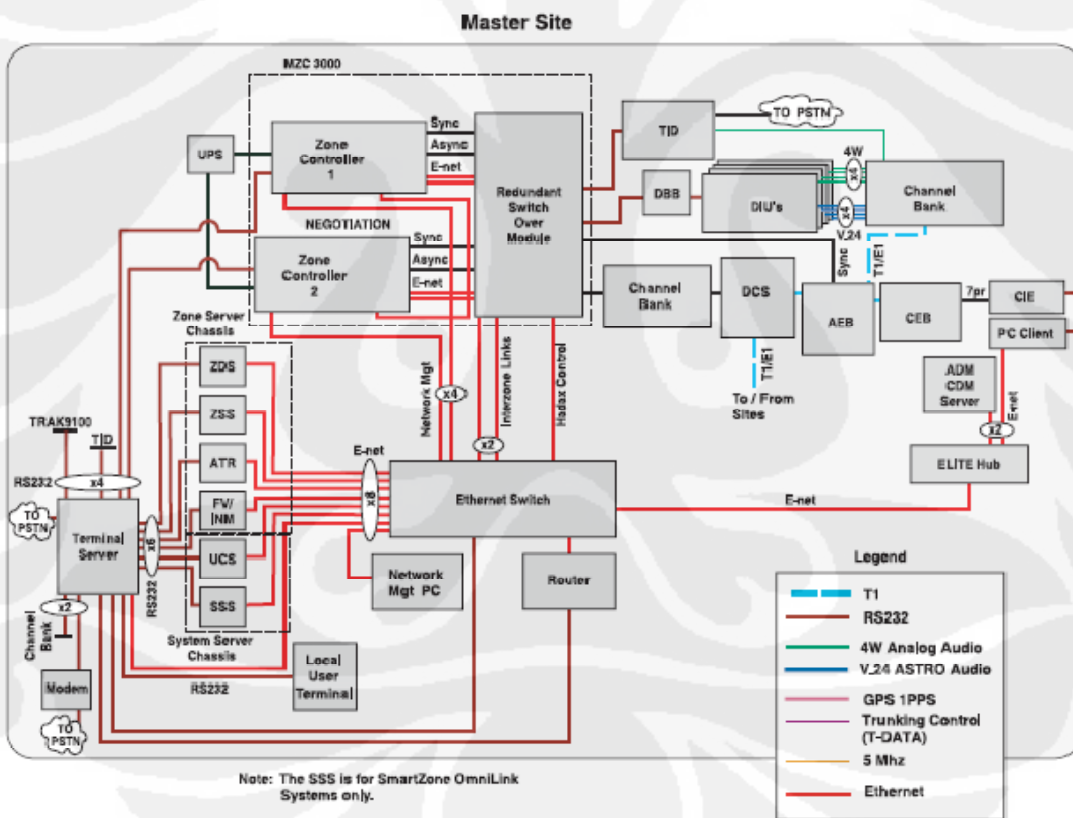 Master Site
MZC 3000
Zone
Controller
1
Sync
Async
E-net
UPS
NEGOTIATION
Zone
Controller
2
Sync
Async
E-net
Redundant
Switch
Over
Module
TID
TO PSTN
4W
x4
DBB
DIU's
x4
V.24
Channel
Bank
Sync
T1/E1
Channel
Bank
DCS
AEB
CEB
7pr
CIE
PC Client
T1/E1
To / From
Sites
ADM
CDM
Server
E-net
x2
ELITE Hub
Zone Server
Chassis
ZDS
ZSS
ATR
FW/
NM
UCS
SSS
System Server
Chassis
Network Mgt
x4
Interzone Links
x2
Hadax Control
E-net
x8
Ethernet Switch
E-net
TRAK9100
TID
RS232
x4
TO
PSTN
Terminal
Server
x6
RS232
x2
Channel
Bank
Modem
TO
PSTN
RS232
Local
User
Terminal
Network
Mgt PC
Router
Legend
T1
RS232
4W Analog Audio
V.24 ASTRO Audio
GPS 1PPS
Trunking Control
(T-DATA)
5 Mhz
Ethernet
Note: The SSS is for SmartZone OmniLink
Systems only.